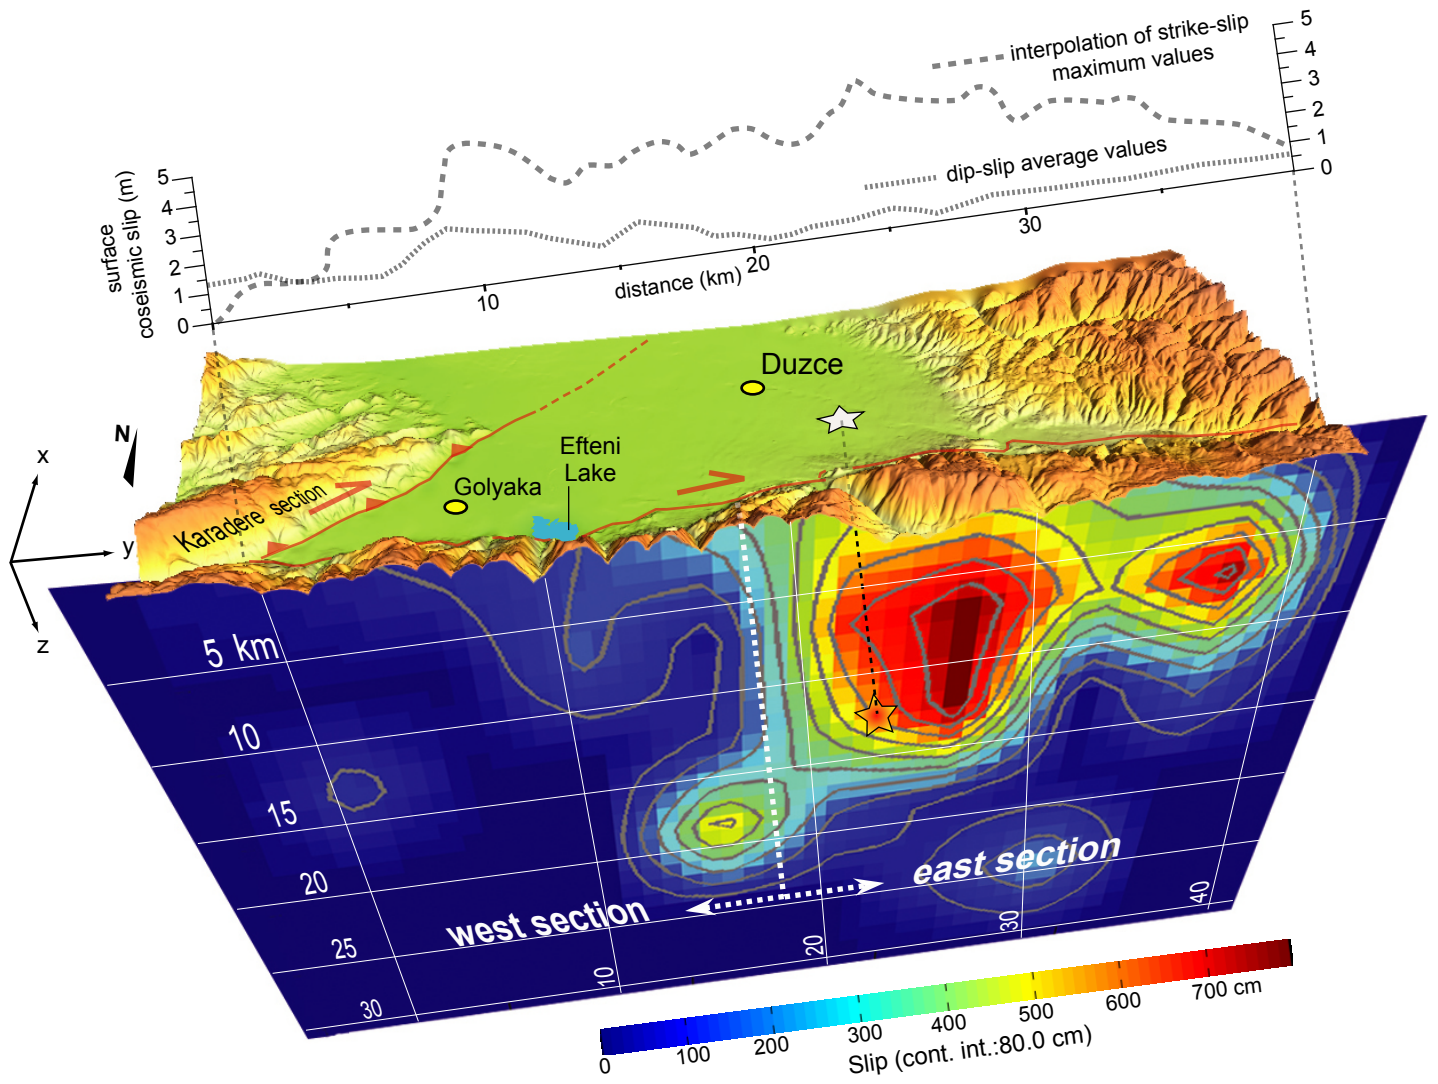 interpolation of strike-slip
maximum values
5
4
3
2
1
0
dip-slip average values
surface
coseismic slip (m)
5
4
3
2
1
0
10
distance (km)
20
30
Duzce
N
Efteni
Lake
Golyaka
Karadere section
x
y
z
5 km
10
15
20
25
30
west section
east section
10
20
30
40
0
100
200
300
400
500
600
700 cm
Slip (cont. int.:80.0 cm)